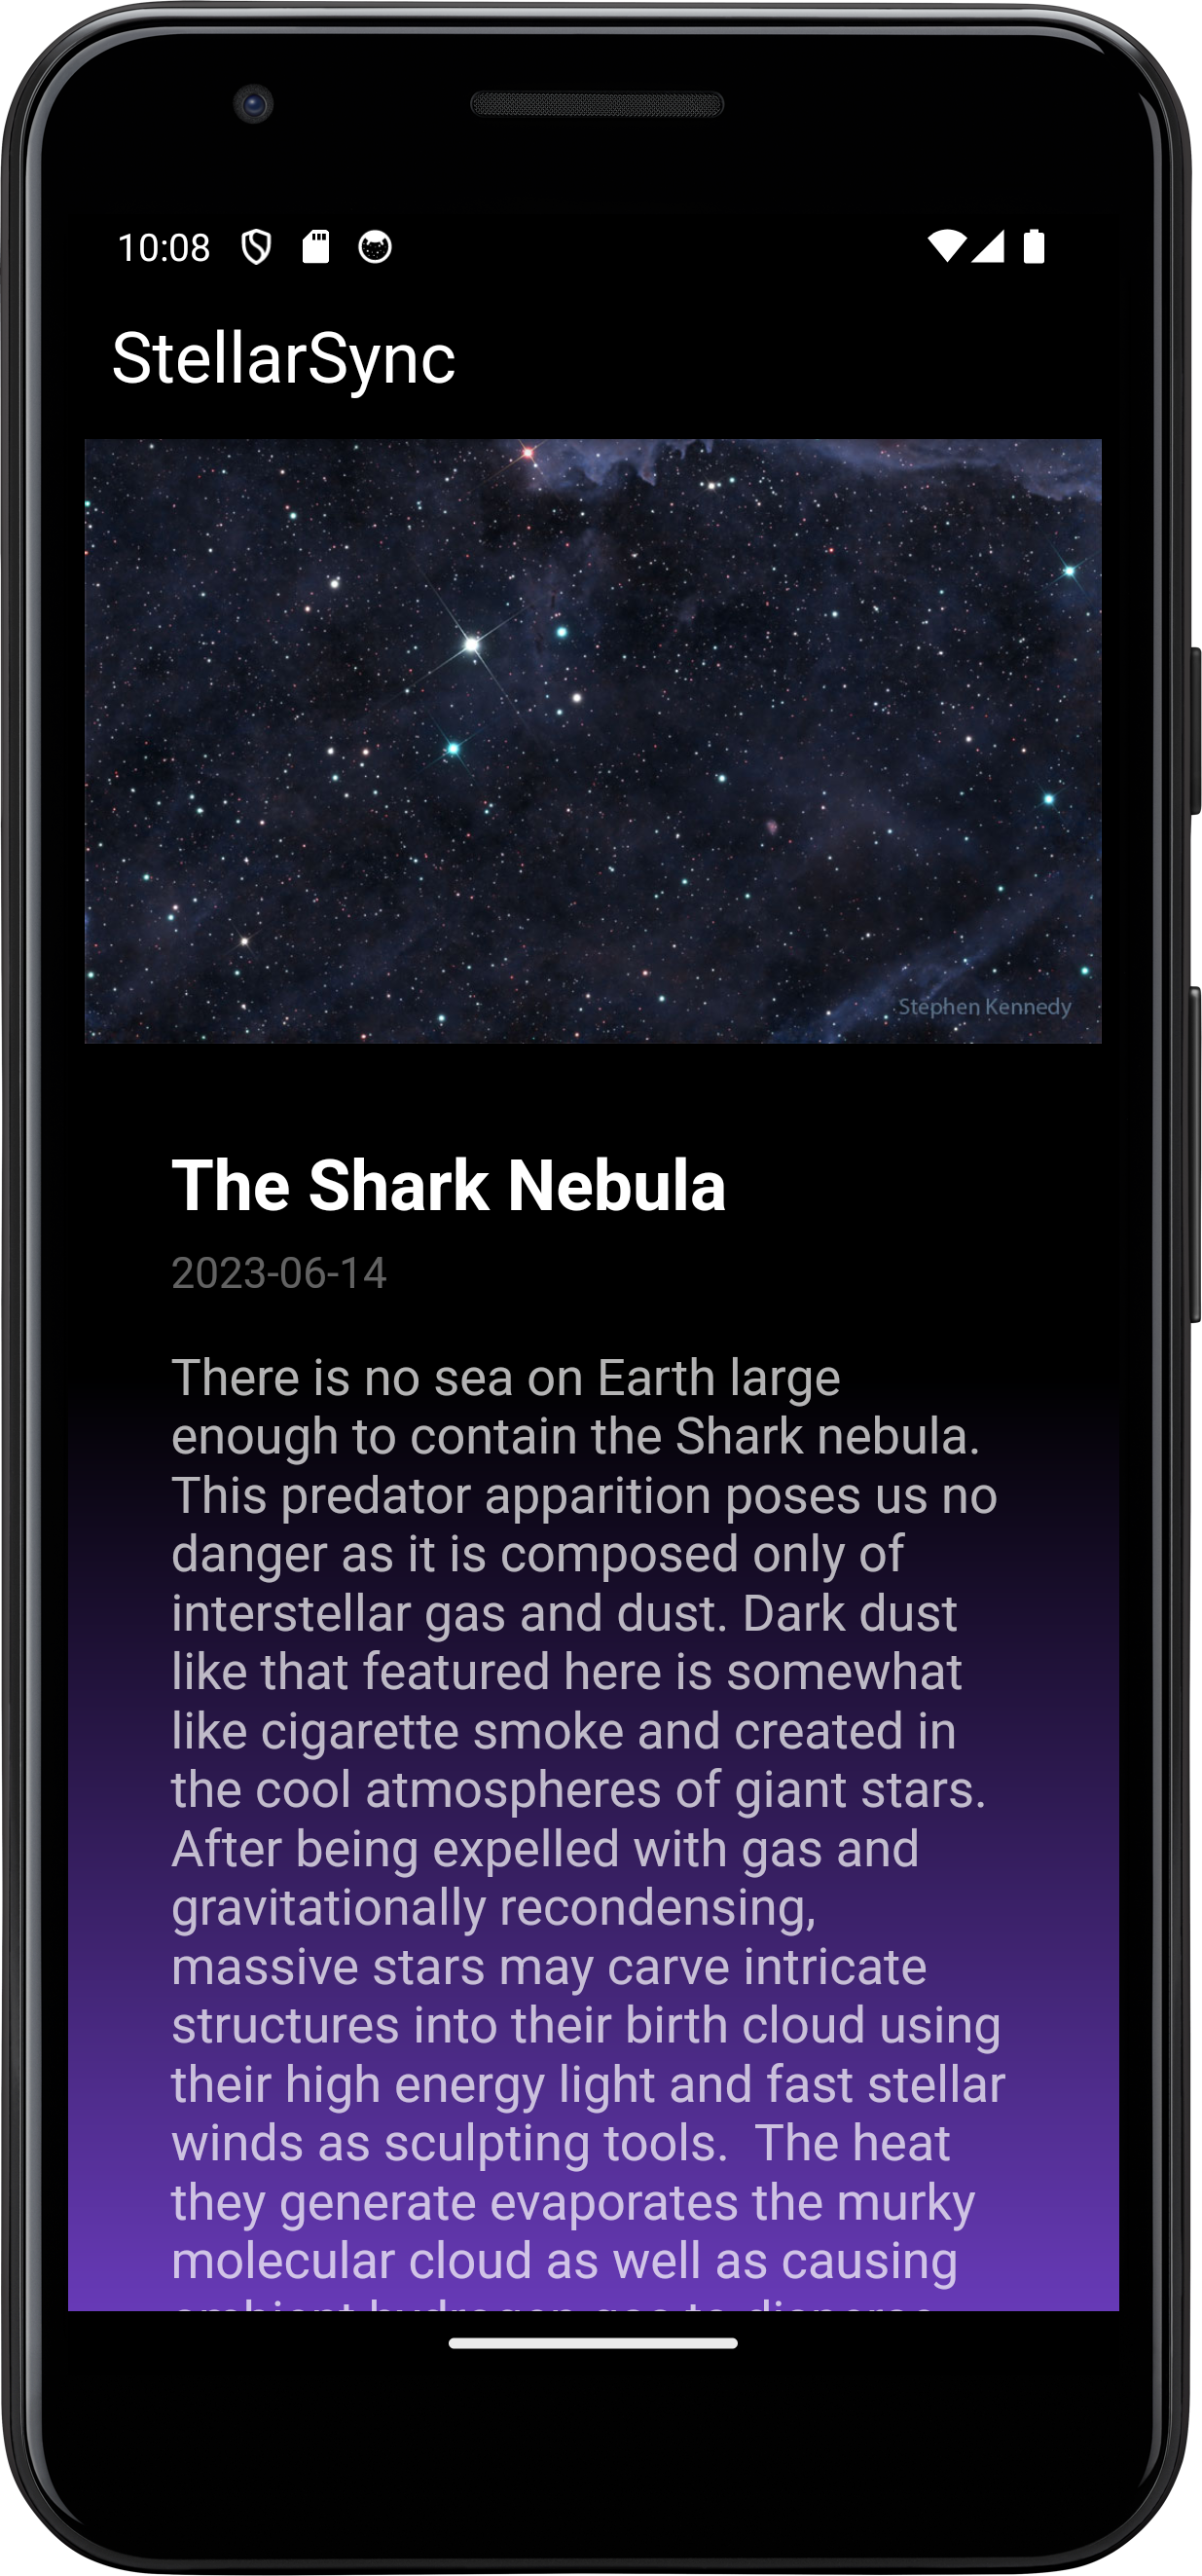 10:08
StellarSync
Stephen Kennedy
The Shark Nebula
2023-06-14
There is no sea on Earth large
enough to contain the Shark nebula.
This predator apparition poses us no
danger as it is composed only of
interstellar gas and dust. Dark dust
like that featured here is somewhat
like cigarette smoke and created in
the cool atmospheres of giant stars.
After being expelled with gas and
gravitationally recondensing,
massive stars may carve intricate
structures into their birth cloud using
their high energy light and fast stellar
winds as sculpting tools.  The heat
they generate evaporates the murky
molecular cloud as well as causing